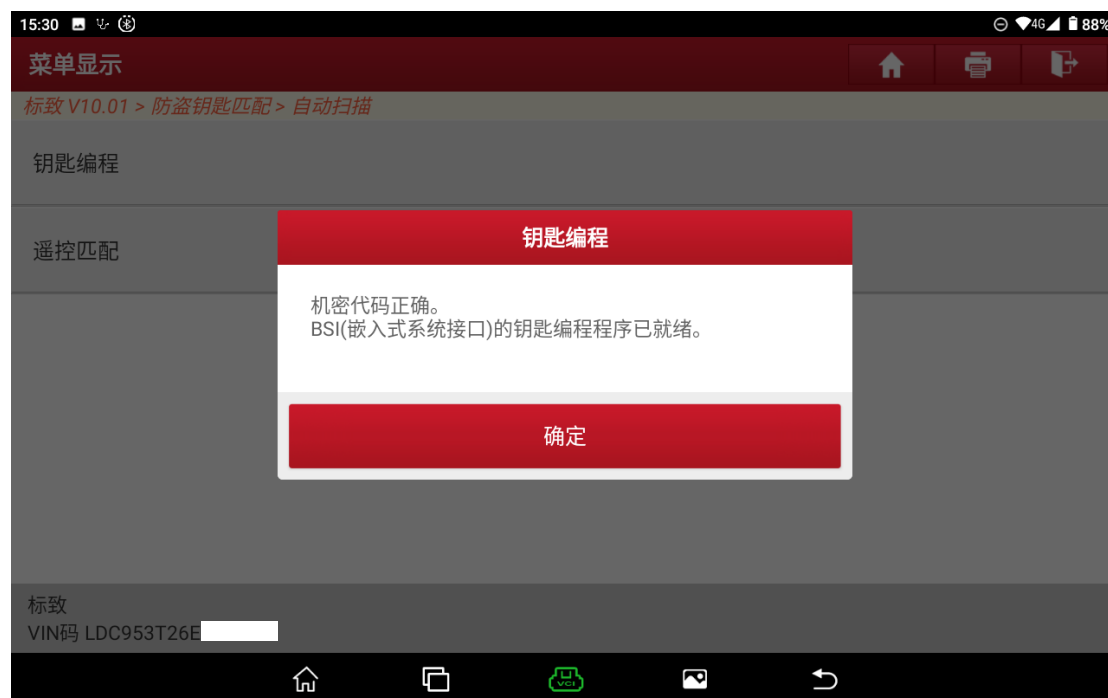 15:30
4G
88%
菜单显示
标致 V10.01 > 防盗钥匙匹配 > 自动扫描
钥匙编程
遥控匹配
钥匙编程
机密代码正确。
BSI(嵌入式系统接口)的钥匙编程程序已就绪。
确定
标致
VIN码 LDC953T26E
VCI